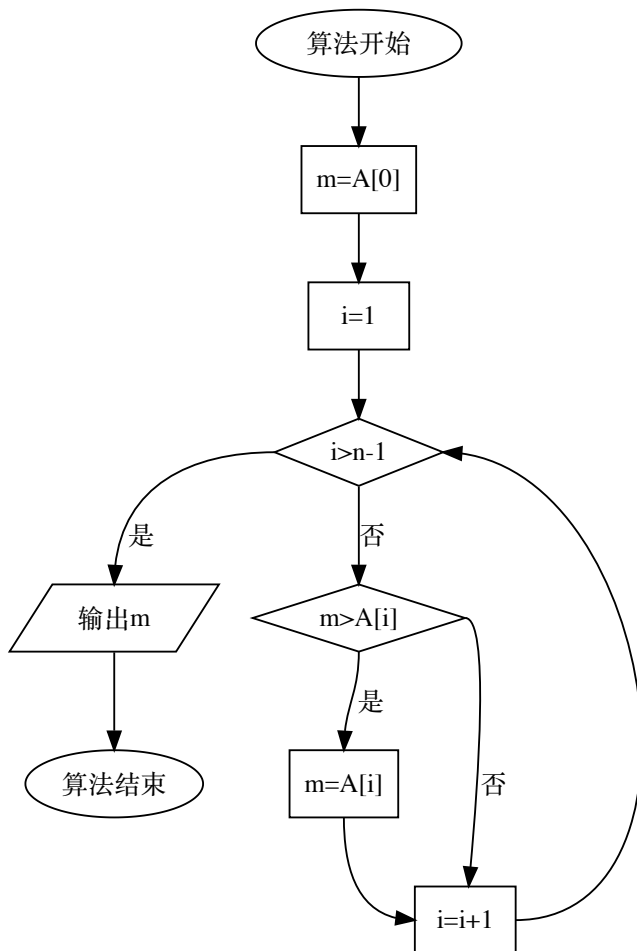 算法开始
m=A[0]
i=1
i>n-1
是
否
输出m
m>A[i]
是
算法结束
m=A[i]
否
i=i+1